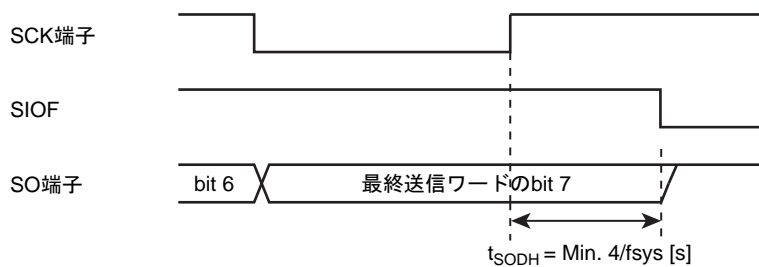 SCK端子
SIOF
SO端子
bit 6
最終送信ワードのbit 7
tSODH = Min. 4/fsys [s]